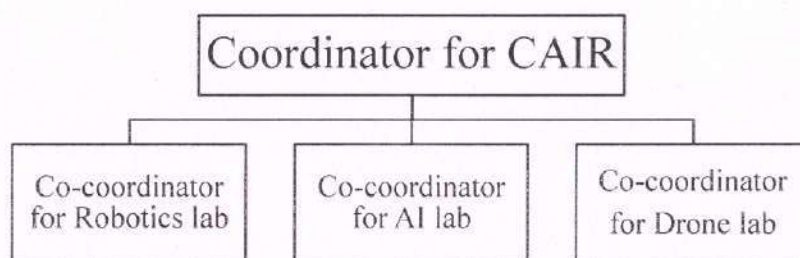 Coordinator for CAIR
Co-coordinator
for Robotics lab
Co-coordinator
for AI lab
Co-coordinator
for Drone lab